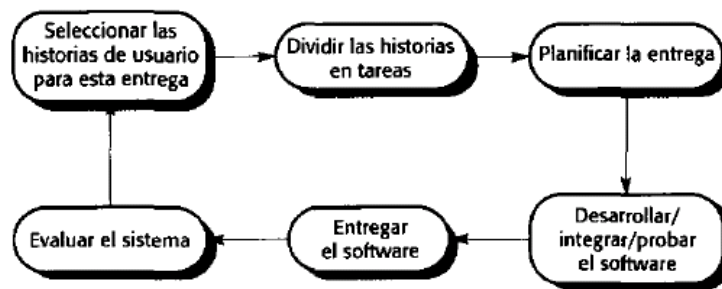 Seleccionar las
historias de usuario
para esta entrega
Dividir las historias
en tareas
Planificar la entrega
Evaluar el sistema
Entregar
el software
Desarrollar/
integrar/probar
el software